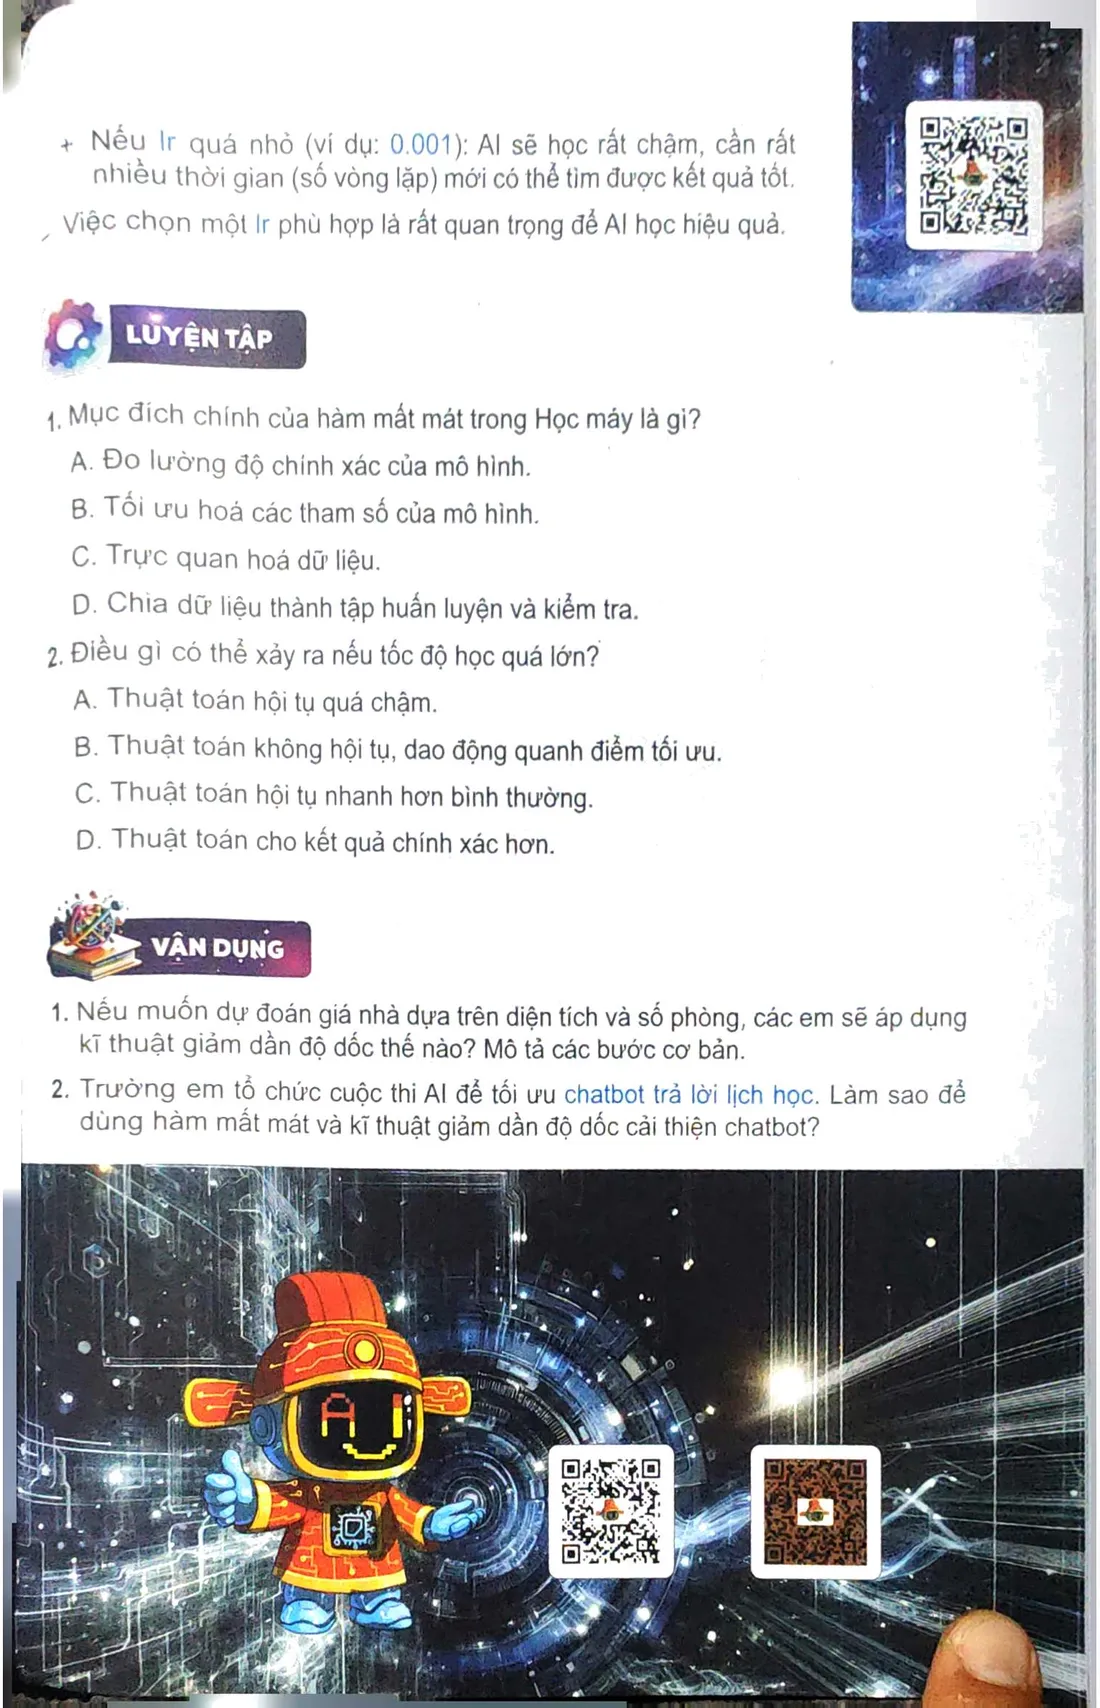 + Nếu lr quá nhỏ (ví dụ: 0.001): AI sẽ học rất chậm, cần rất
nhiều thời gian (số vòng lặp) mới có thể tìm được kết quả tốt.
Việc chọn một lr phù hợp là rất quan trọng để AI học hiệu quả.
LUYỆN TẬP
1. Mục đích chính của hàm mất mát trong Học máy là gì?
A. Đo lường độ chính xác của mô hình.
B. Tối ưu hoá các tham số của mô hình.
C. Trực quan hoá dữ liệu.
D. Chia dữ liệu thành tập huấn luyện và kiểm tra.
2. Điều gì có thể xảy ra nếu tốc độ học quá lớn?
A. Thuật toán hội tụ quá chậm.
B. Thuật toán không hội tụ, dao động quanh điểm tối ưu.
C. Thuật toán hội tụ nhanh hơn bình thường.
D. Thuật toán cho kết quả chính xác hơn.
VẬN DỤNG
1. Nếu muốn dự đoán giá nhà dựa trên diện tích và số phòng, các em sẽ áp dụng
kĩ thuật giảm dần độ dốc thế nào? Mô tả các bước cơ bản.
2. Trường em tổ chức cuộc thi AI để tối ưu chatbot trả lời lịch học. Làm sao để
dùng hàm mất mát và kĩ thuật giảm dần độ dốc cải thiện chatbot?
AI